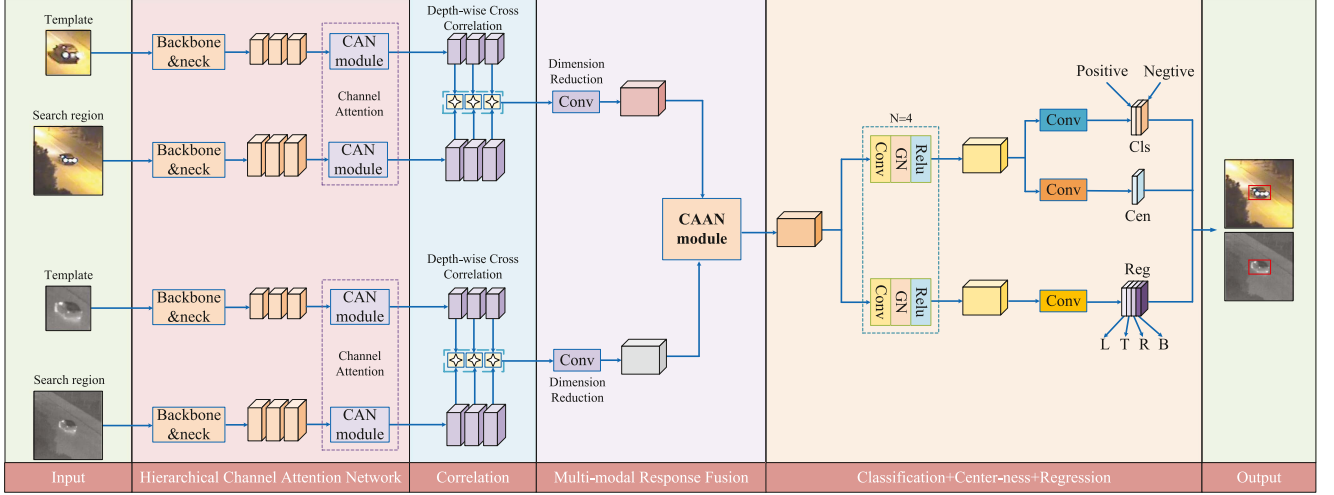 Template
Backbone
&neck
CAN
module
Depth-wise Cross
Correlation
Channel
Attention
Search region
Backbone
&neck
CAN
module
Dimension
Reduction
Conv
Template
Backbone
&neck
CAN
module
Depth-wise Cross
Correlation
Channel
Attention
Search region
Backbone
&neck
CAN
module
Conv
Dimension
Reduction
CAAN
module
N=4
Conv
GN
Relu
Conv
GN
Relu
Positive
Negtive
Conv
Cls
Conv
Cen
Reg
Conv
L T R B
Input
Hierarchical Channel Attention Network
Correlation
Multi-modal Response Fusion
Classification+Center-ness+Regression
Output